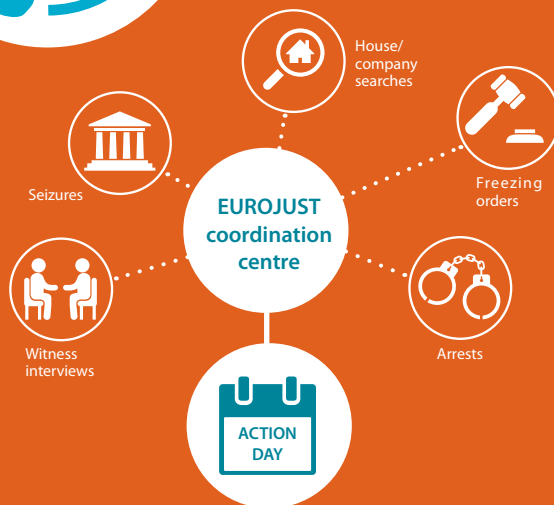 House/
company
searches
Seizures
Freezing
orders
EUROJUST
coordination
centre
Witness
interviews
Arrests
ACTION
DAY